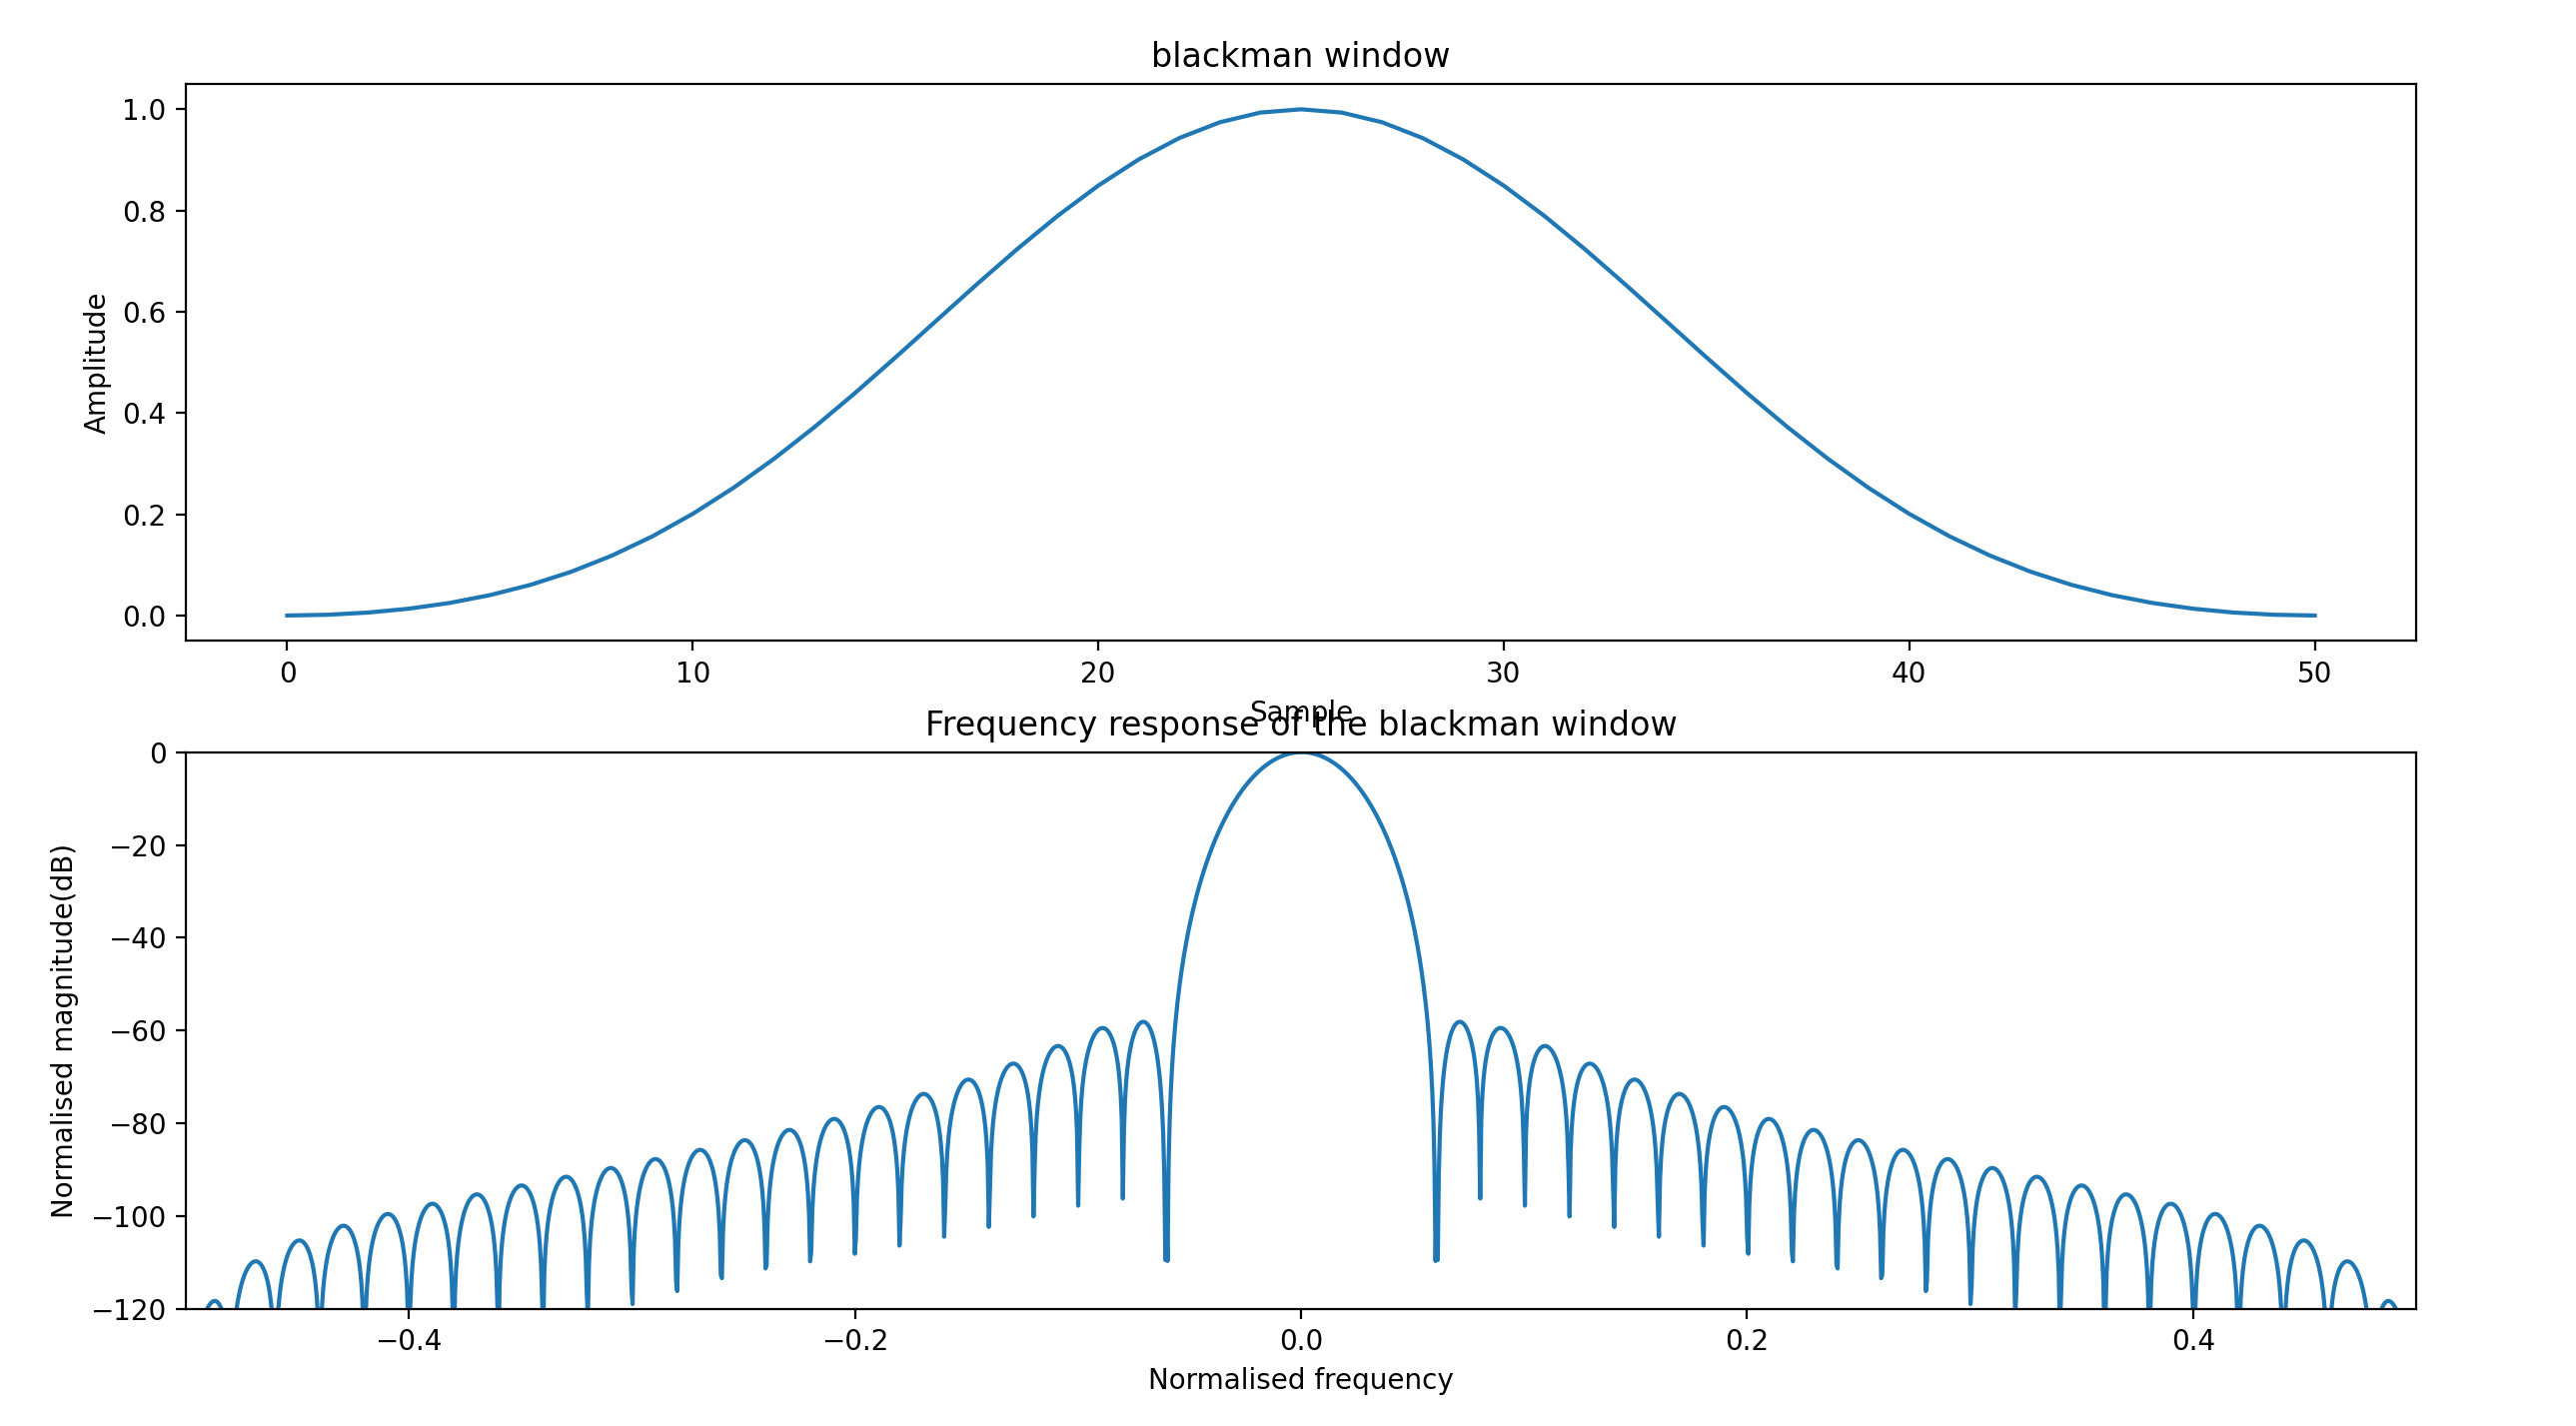 blackman window
1.0
0.8
0.6
0.4
0.2
0.0
Amplitude
0 10 20 30 40 50
Sample
Frequency response of the blackman window
0
−20
−40
−60
−80
−100
−120
Normalised magnitude(dB)
−0.4 −0.2 0.0 0.2 0.4
Normalised frequency